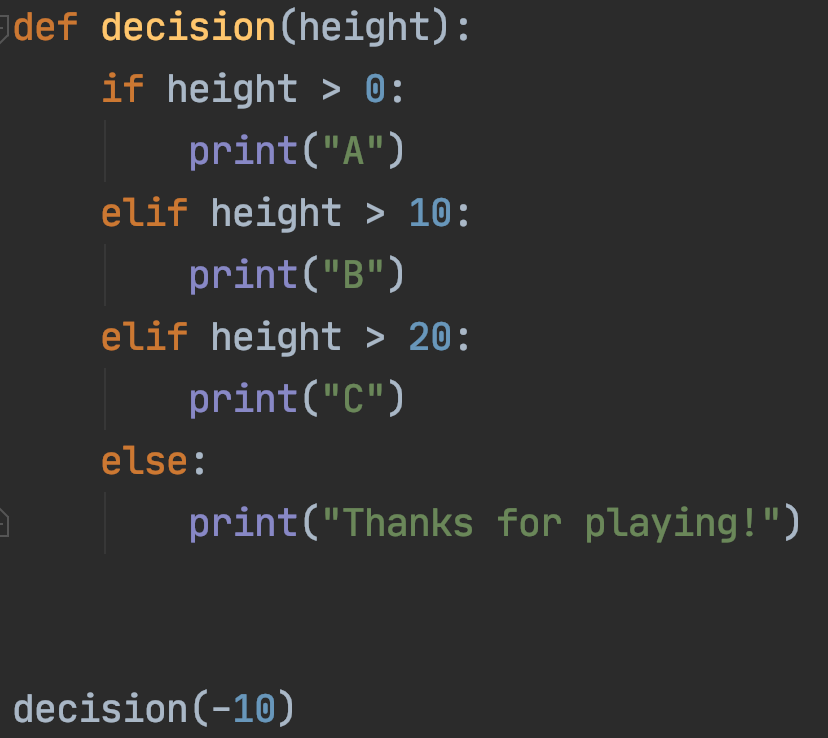 def decision(height):
    if height > 0:
        print("A")
    elif height > 10:
        print("B")
    elif height > 20:
        print("C")
    else:
        print("Thanks for playing!")
decision(-10)